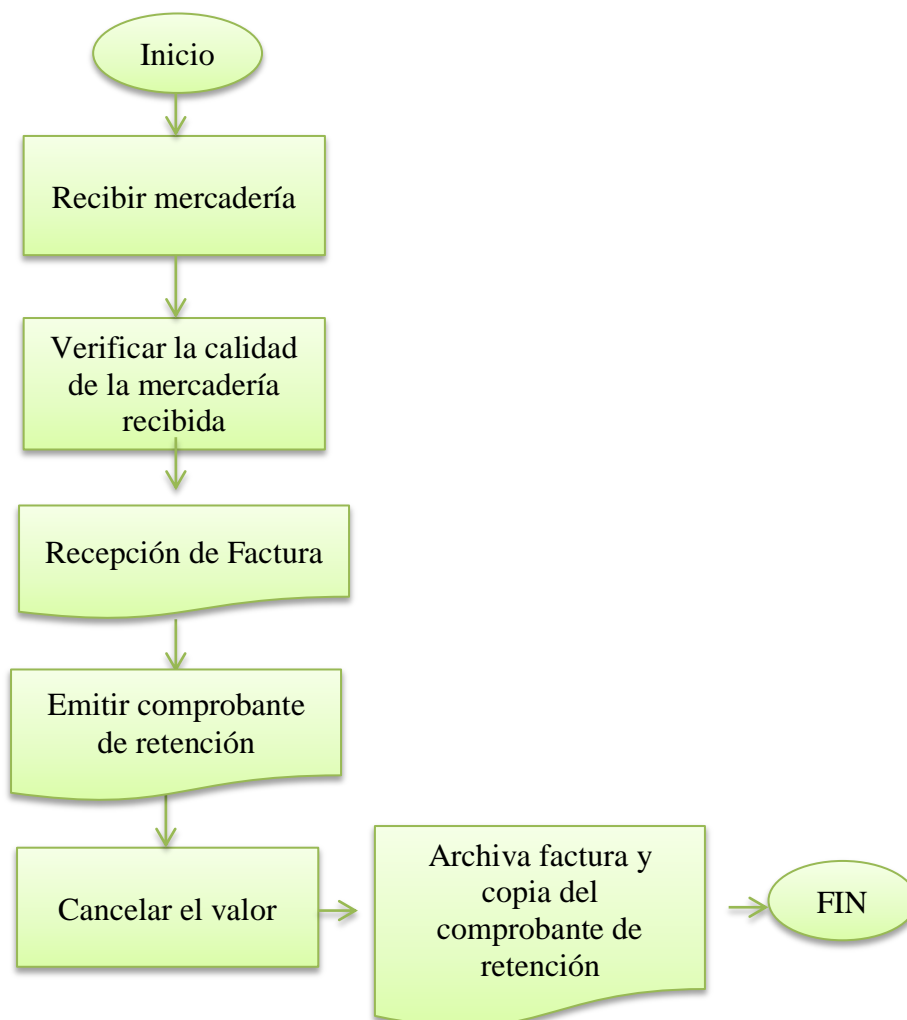 Inicio
Recibir mercadería
Verificar la calidad
de la mercadería
recibida
Recepción de Factura
Emitir comprobante
de retención
Cancelar el valor
Archiva factura y
copia del
comprobante de
retención
FIN